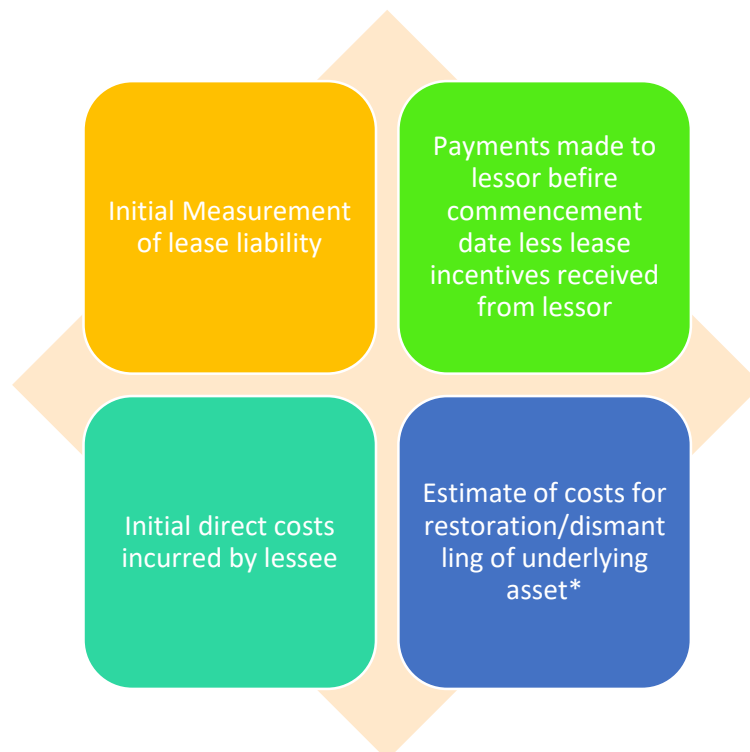 Initial Measurement
of lease liability
Payments made to
lessor befire
commencement
date less lease
incentives received
from lessor
Initial direct costs
incurred by lessee
Estimate of costs for
restoration/dismant
ling of underlying
asset*